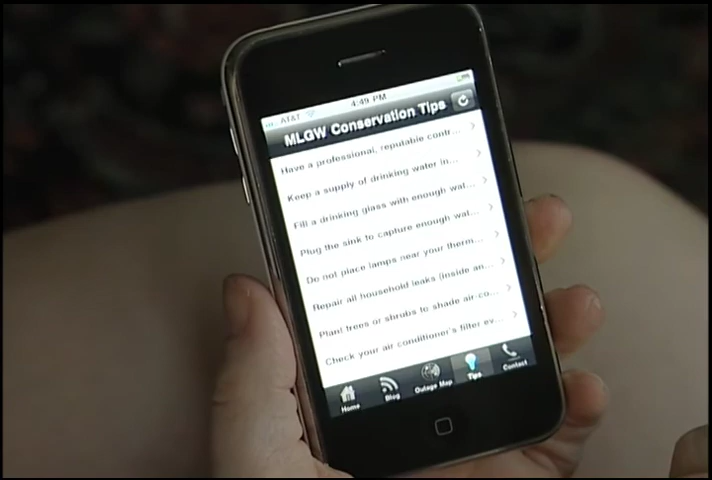 AT&T 4:49 PM
MLGW Conservation Tips
Have a professional, reputable contr...
Keep a supply of drinking water in...
Fill a drinking glass with enough wat...
Plug the sink to capture enough wat...
Do not place lamps near your therm...
Repair all household leaks (inside an...
Plant trees or shrubs to shade air-co...
Check your air conditioner's filter ev...
Home Blog Outage Map Tips Contact